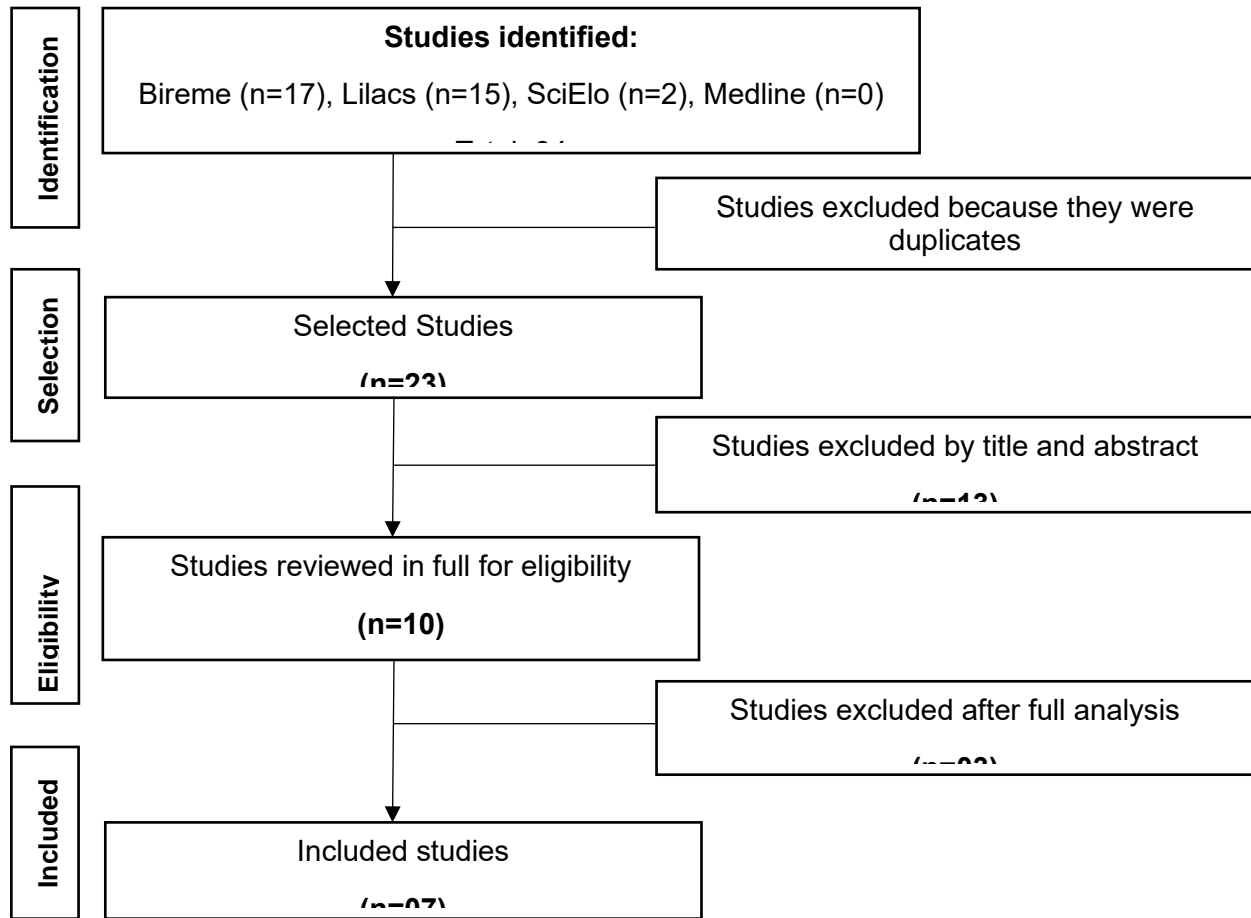 Identification
Studies identified:
Bireme (n=17), Lilacs (n=15), SciElo (n=2), Medline (n=0)
Studies excluded because they were
duplicates
Selection
Selected Studies
(n=23)
Studies excluded by title and abstract
(n=13)
Eligibility
Studies reviewed in full for eligibility
(n=10)
Studies excluded after full analysis
Included
Included studies
(n=07)